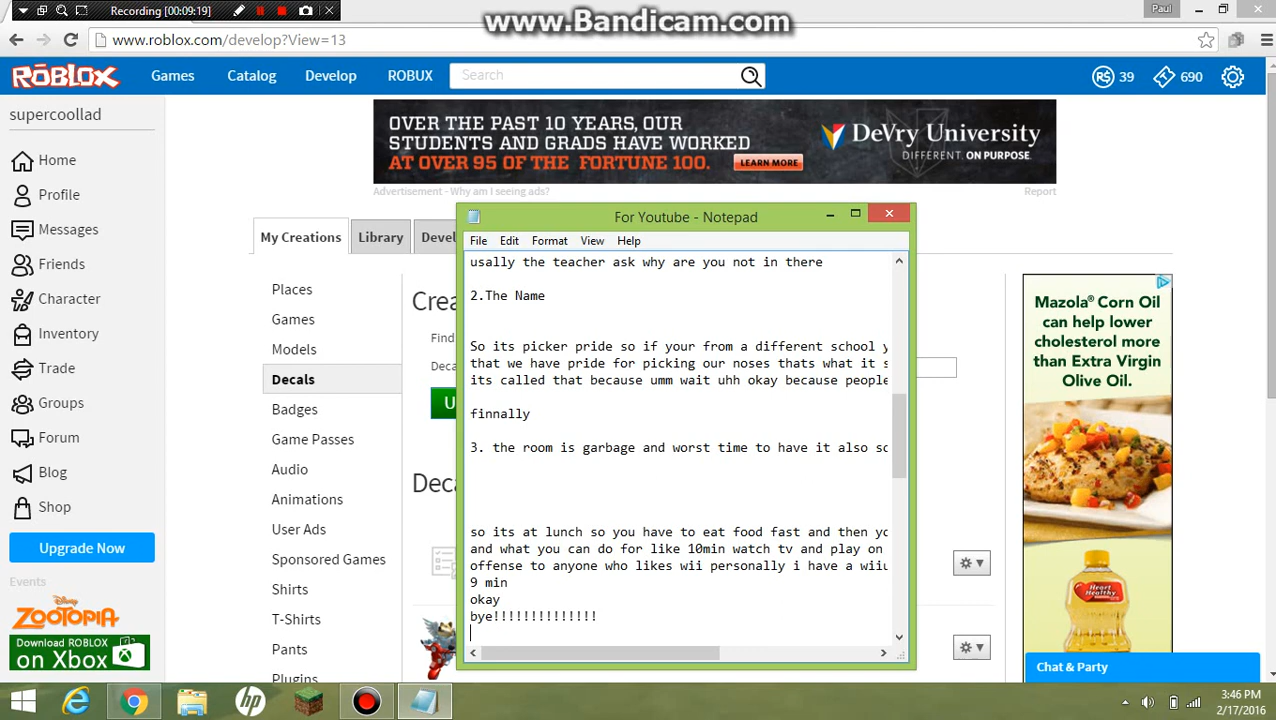 Recording [00:09:19]
www.Bandicam.com
Paul
www.roblox.com/develop?View=13
ROBLOX
Games
Catalog
Develop
ROBUX
Search
R$ 39
690
supercoollad
Home
Profile
Messages
Friends
Character
Inventory
Trade
Groups
Forum
Blog
Shop
Upgrade Now
Events
DISNEY
ZOOTOPIA
Download ROBLOX
on Xbox
OVER THE PAST 10 YEARS, OUR
STUDENTS AND GRADS HAVE WORKED
AT OVER 95 OF THE FORTUNE 100.
LEARN MORE
DeVry University
DIFFERENT. ON PURPOSE.
Advertisement - Why am I seeing ads?
Report
My Creations
Library
Devel
Places
Games
Models
Decals
Badges
Game Passes
Audio
Animations
User Ads
Sponsored Games
Shirts
T-Shirts
Pants
Plugins
Crea
Find
Deca
U
Deca
For Youtube - Notepad
File Edit Format View Help
usally the teacher ask why are you not in there
2.The Name
So its picker pride so if your from a different school y
that we have pride for picking our noses thats what it s
its called that because umm wait uhh okay because people
finnally
3. the room is garbage and worst time to have it also so
so its at lunch so you have to eat food fast and then yo
and what you can do for like 10min watch tv and play on
offense to anyone who likes wii personally i have a wiiu
9 min
okay
bye!!!!!!!!!!!!!!
Mazola® Corn Oil
can help lower
cholesterol more
than Extra Virgin
Olive Oil.
Heart
Healthy
Chat & Party
hp
3:46 PM
2/17/2016